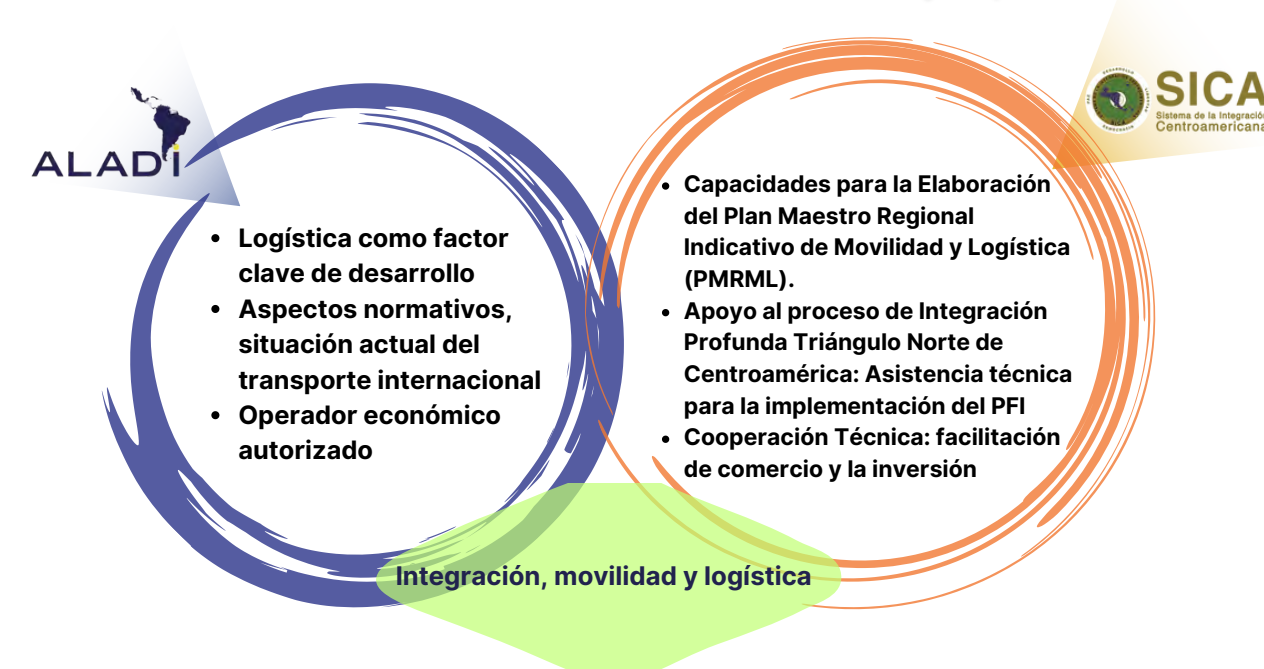 ALADI
• Logística como factor
clave de desarrollo
• Aspectos normativos,
situación actual del
transporte internacional
• Operador económico
autorizado
SICA
Sistema de la Integración
Centroamericana
• Capacidades para la Elaboración
del Plan Maestro Regional
Indicativo de Movilidad y Logística
(PMRML).
• Apoyo al proceso de Integración
Profunda Triángulo Norte de
Centroamérica: Asistencia técnica
para la implementación del PFI
• Cooperación Técnica: facilitación
de comercio y la inversión
Integración, movilidad y logística